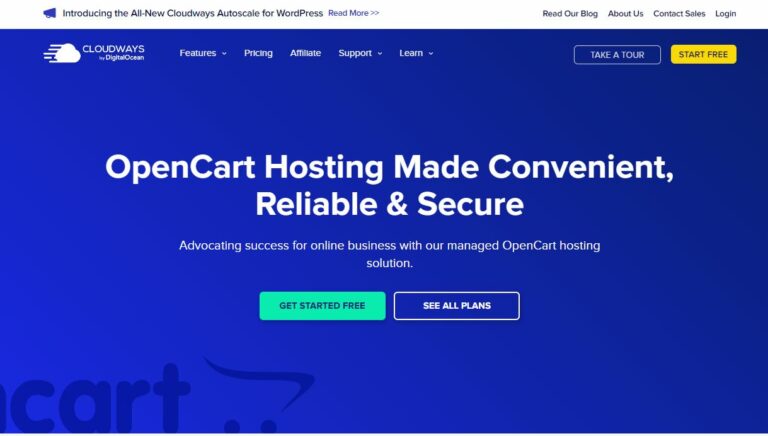 Introducing the All-New Cloudways Autoscale for WordPress Read More >>
Read Our Blog About Us Contact Sales Login
CLOUDWAYS
by DigitalOcean
Features Pricing Affiliate Support Learn
TAKE A TOUR START FREE
OpenCart Hosting Made Convenient,
Reliable & Secure
Advocating success for online business with our managed OpenCart hosting
solution.
GET STARTED FREE SEE ALL PLANS
cart